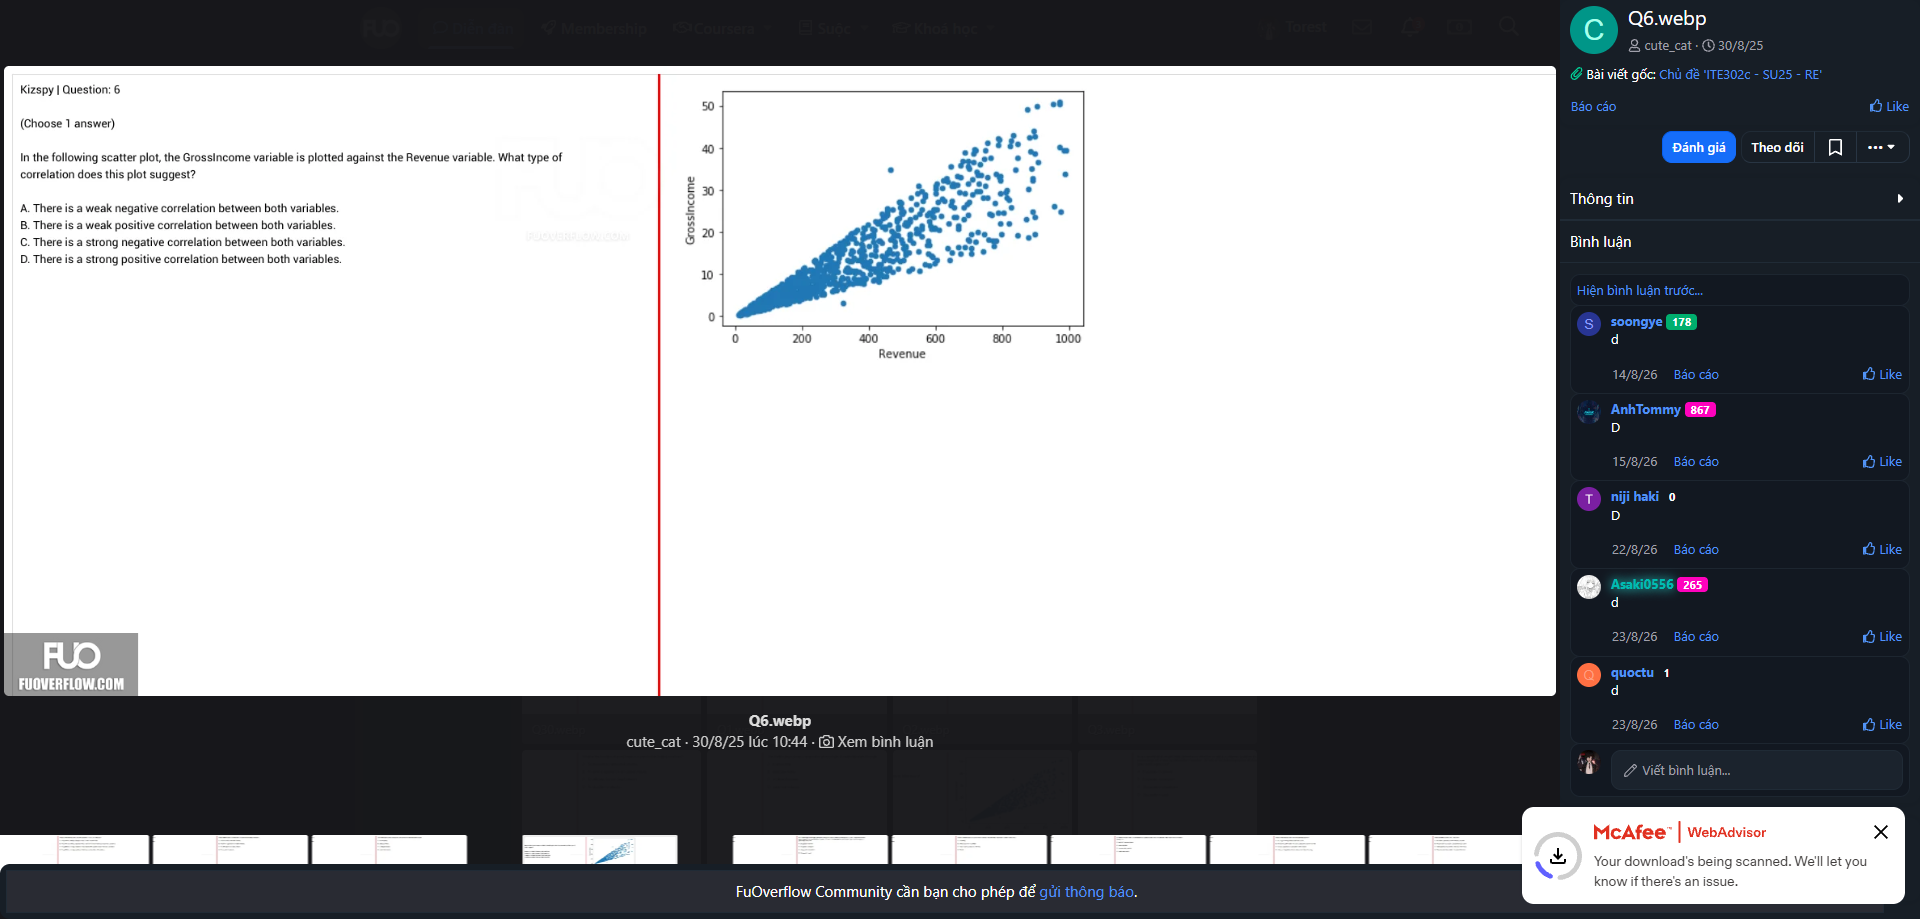 Kizspy | Question: 6
(Choose 1 answer)
In the following scatter plot, the GrossIncome variable is plotted against the Revenue variable. What type of
correlation does this plot suggest?
A. There is a weak negative correlation between both variables.
B. There is a weak positive correlation between both variables.
C. There is a strong negative correlation between both variables.
D. There is a strong positive correlation between both variables.
FUO
FUOVERFLOW.COM
50
40
30
20
10
0
GrossIncome
0 200 400 600 800 1000
Revenue
FUO
FUOVERFLOW.COM
Q6.webp
cute_cat · 30/8/25 lúc 10:44 · Xem bình luận
FuOverflow Community cần bạn cho phép để gửi thông báo.
Membership
Coursera
Khoá học
Torest
C
Q6.webp
cute_cat · 30/8/25
Bài viết gốc: Chủ đề 'ITE302c - SU25 - RE'
Báo cáo Like
Đánh giá Theo dõi
Thông tin
Bình luận
Hiện bình luận trước...
S soongye 178
d
14/8/26 Báo cáo Like
AnhTommy 867
D
15/8/26 Báo cáo Like
T niji haki 0
D
22/8/26 Báo cáo Like
Asaki0556 265
d
23/8/26 Báo cáo Like
Q quoctu 1
d
23/8/26 Báo cáo Like
Viết bình luận...
McAfee™ | WebAdvisor
Your download's being scanned. We'll let you
know if there's an issue.